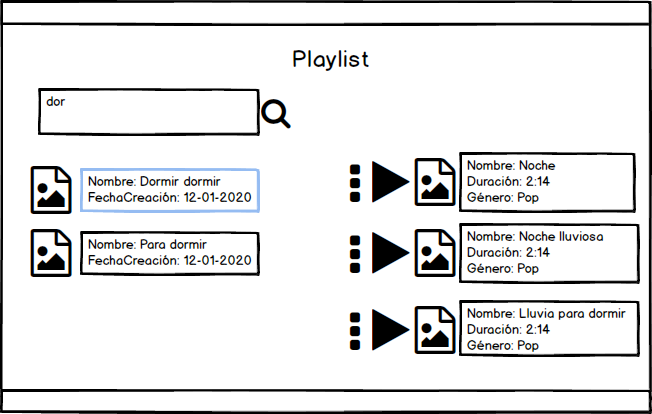 Playlist
dor
Nombre: Dormir dormir
FechaCreación: 12-01-2020
Nombre: Para dormir
FechaCreación: 12-01-2020
Nombre: Noche
Duración: 2:14
Género: Pop
Nombre: Noche lluviosa
Duración: 2:14
Género: Pop
Nombre: Lluvia para dormir
Duración: 2:14
Género: Pop